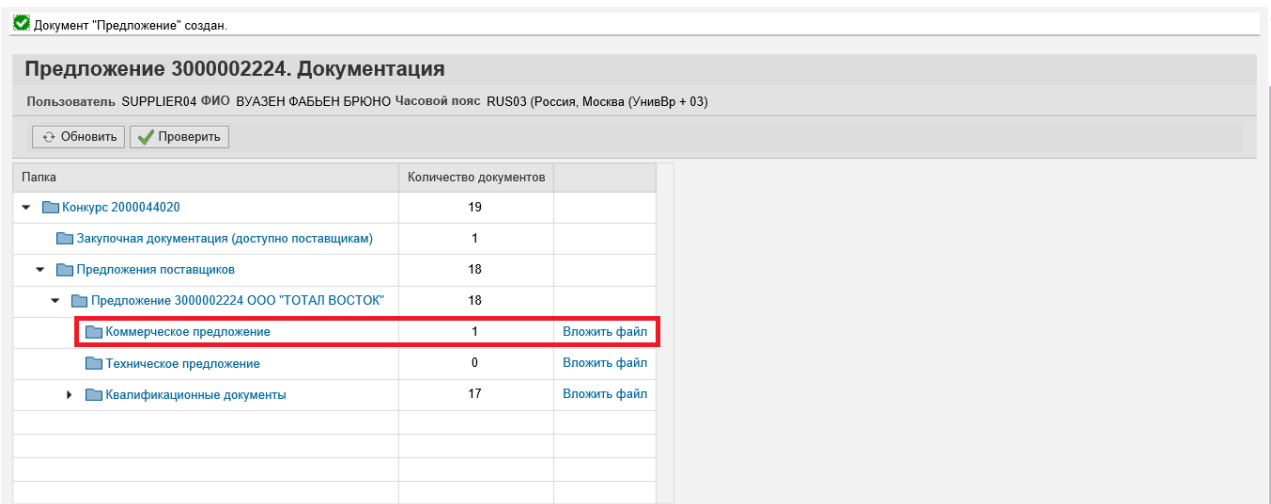 Документ "Предложение" создан.
Предложение 3000002224. Документация
Пользователь SUPPLIER04 ФИО ВУАЗЕН ФАБЬЕН БРЮНО Часовой пояс RUS03 (Россия, Москва (УнивВр + 03)
Обновить Проверить
Папка Количество документов
Конкурс 2000044020 19
Закупочная документация (доступно поставщикам) 1
Предложения поставщиков 18
Предложение 3000002224 ООО "ТОТАЛ ВОСТОК" 18
Коммерческое предложение 1 Вложить файл
Техническое предложение 0 Вложить файл
Квалификационные документы 17 Вложить файл